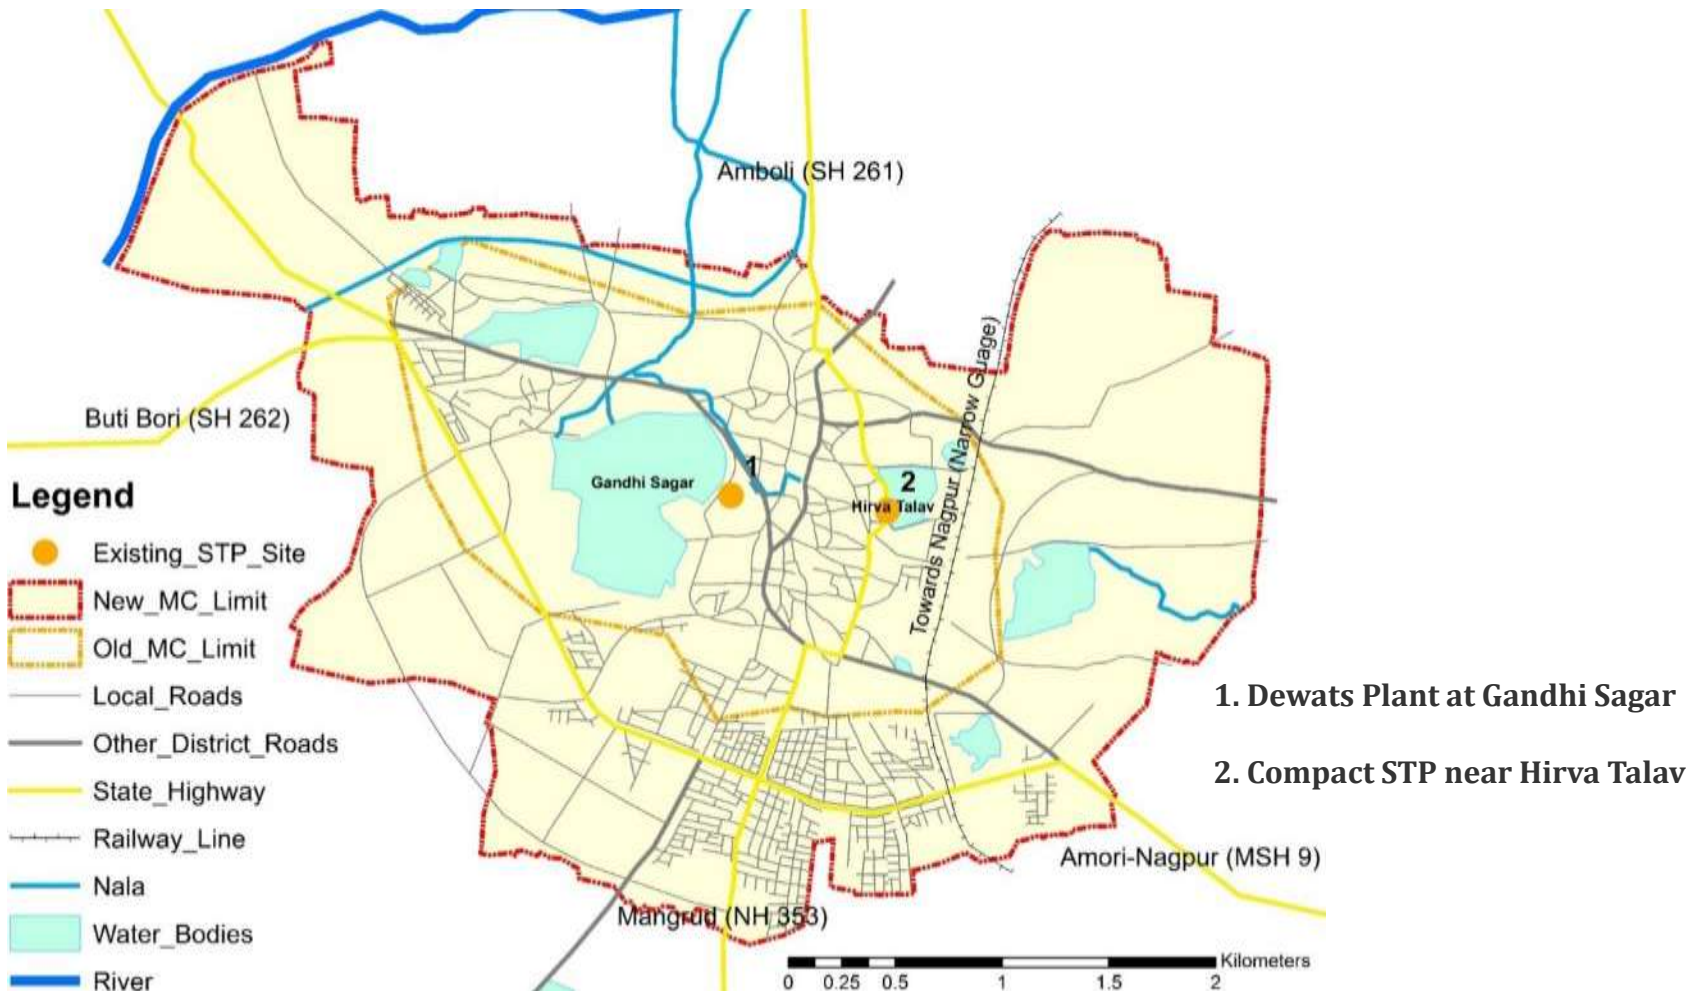 Amboli (SH 261)
Towards Nagpur (Narrow Guage)
Buti Bori (SH 262)
Gandhi Sagar
1
2
Hirva Talav
Legend
Existing_STP_Site
New_MC_Limit
Old_MC_Limit
Local_Roads
Other_District_Roads
State_Highway
Railway_Line
Nala
Water_Bodies
River
1. Dewats Plant at Gandhi Sagar
2. Compact STP near Hirva Talav
Amori-Nagpur (MSH 9)
Mangrud (NH 353)
Kilometers
0 0.25 0.5 1 1.5 2